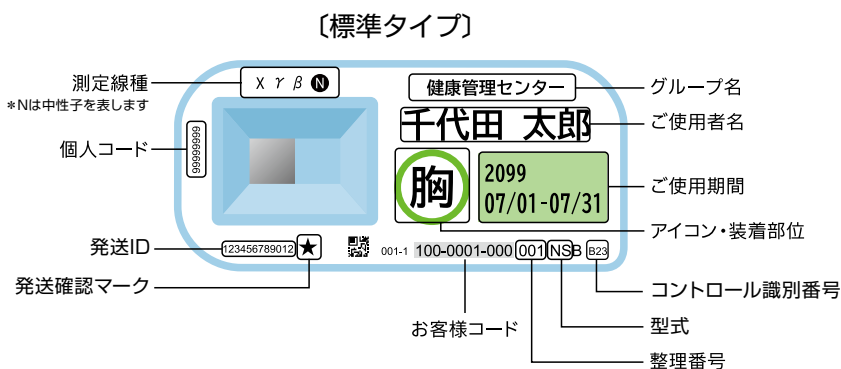 〔標準タイプ〕
測定線種
*Nは中性子を表します
X γ β N
健康管理センター
グループ名
千代田 太郎
ご使用者名
個人コード
99999999
胸
2099
07/01-07/31
ご使用期間
アイコン・装着部位
発送ID
123456789012
★
001-1
100-0001-000
001
NSB
B23
発送確認マーク
お客様コード
コントロール識別番号
型式
整理番号